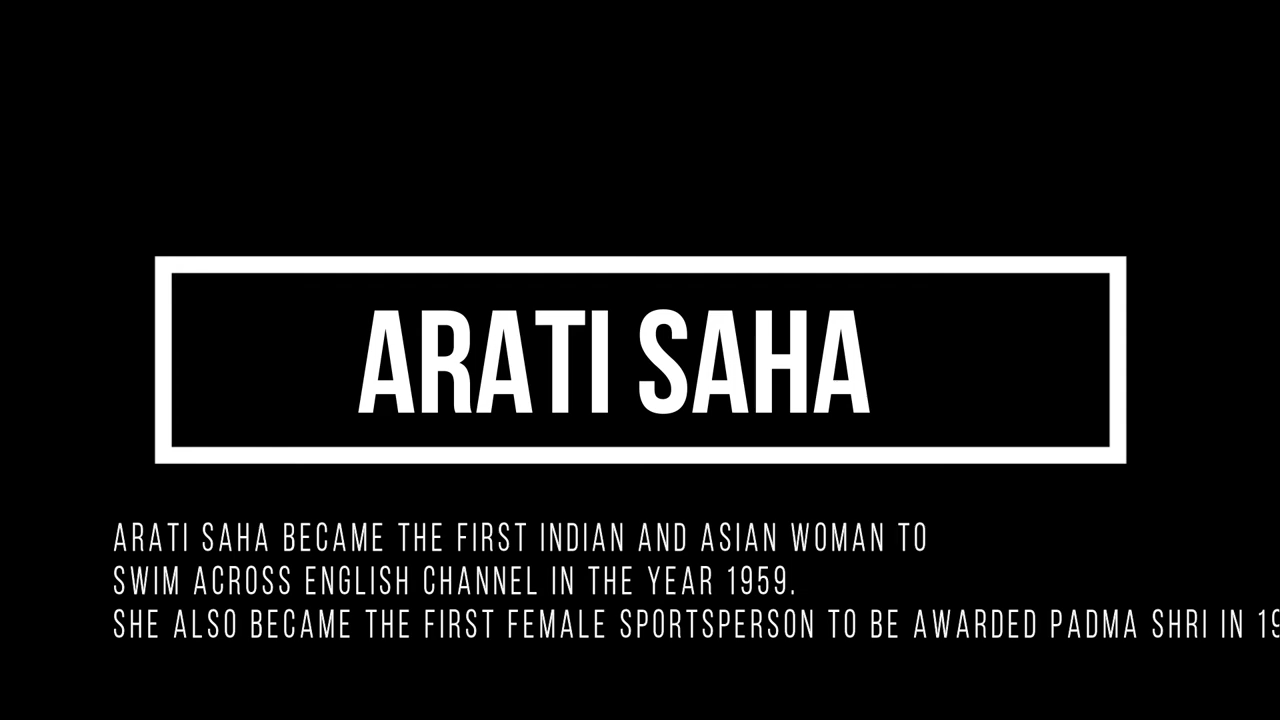 ARATI SAHA
ARATI SAHA BECAME THE FIRST INDIAN AND ASIAN WOMAN TO
SWIM ACROSS ENGLISH CHANNEL IN THE YEAR 1959.
SHE ALSO BECAME THE FIRST FEMALE SPORTSPERSON TO BE AWARDED PADMA SHRI IN